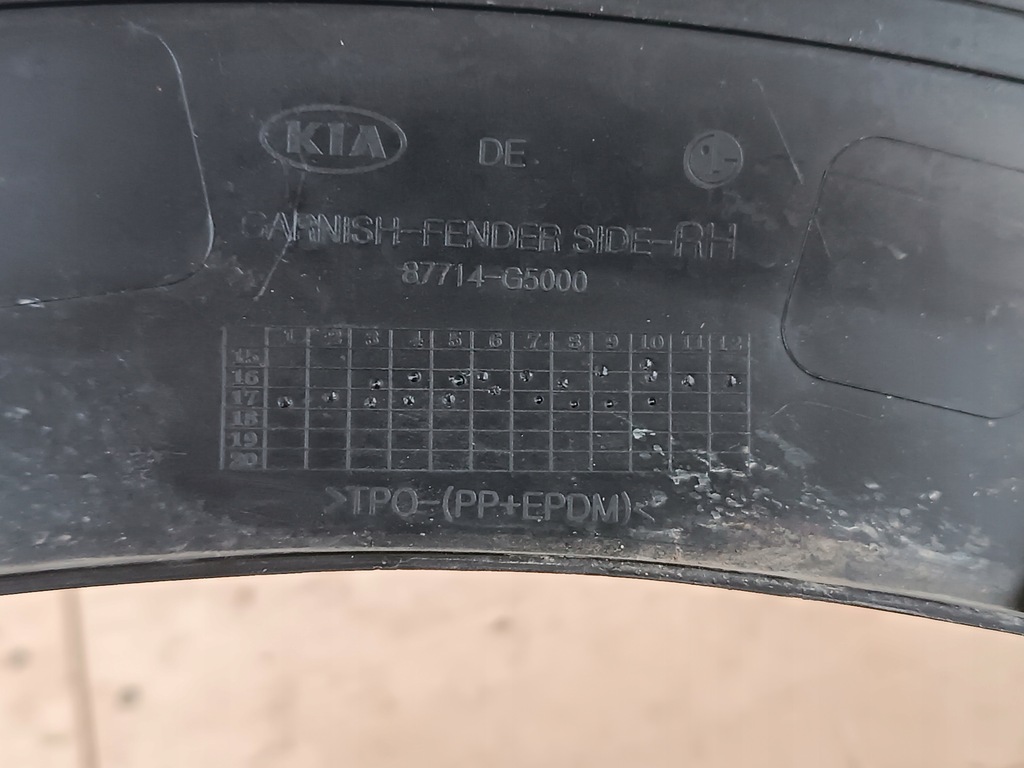 KIA DE
GARNISH-FENDER SIDE-RH
87714-G5000
1 2 3 4 5 6 7 8 9 10 11 12
15
16
17
18
19
20
>TPO-(PP+EPDM)<